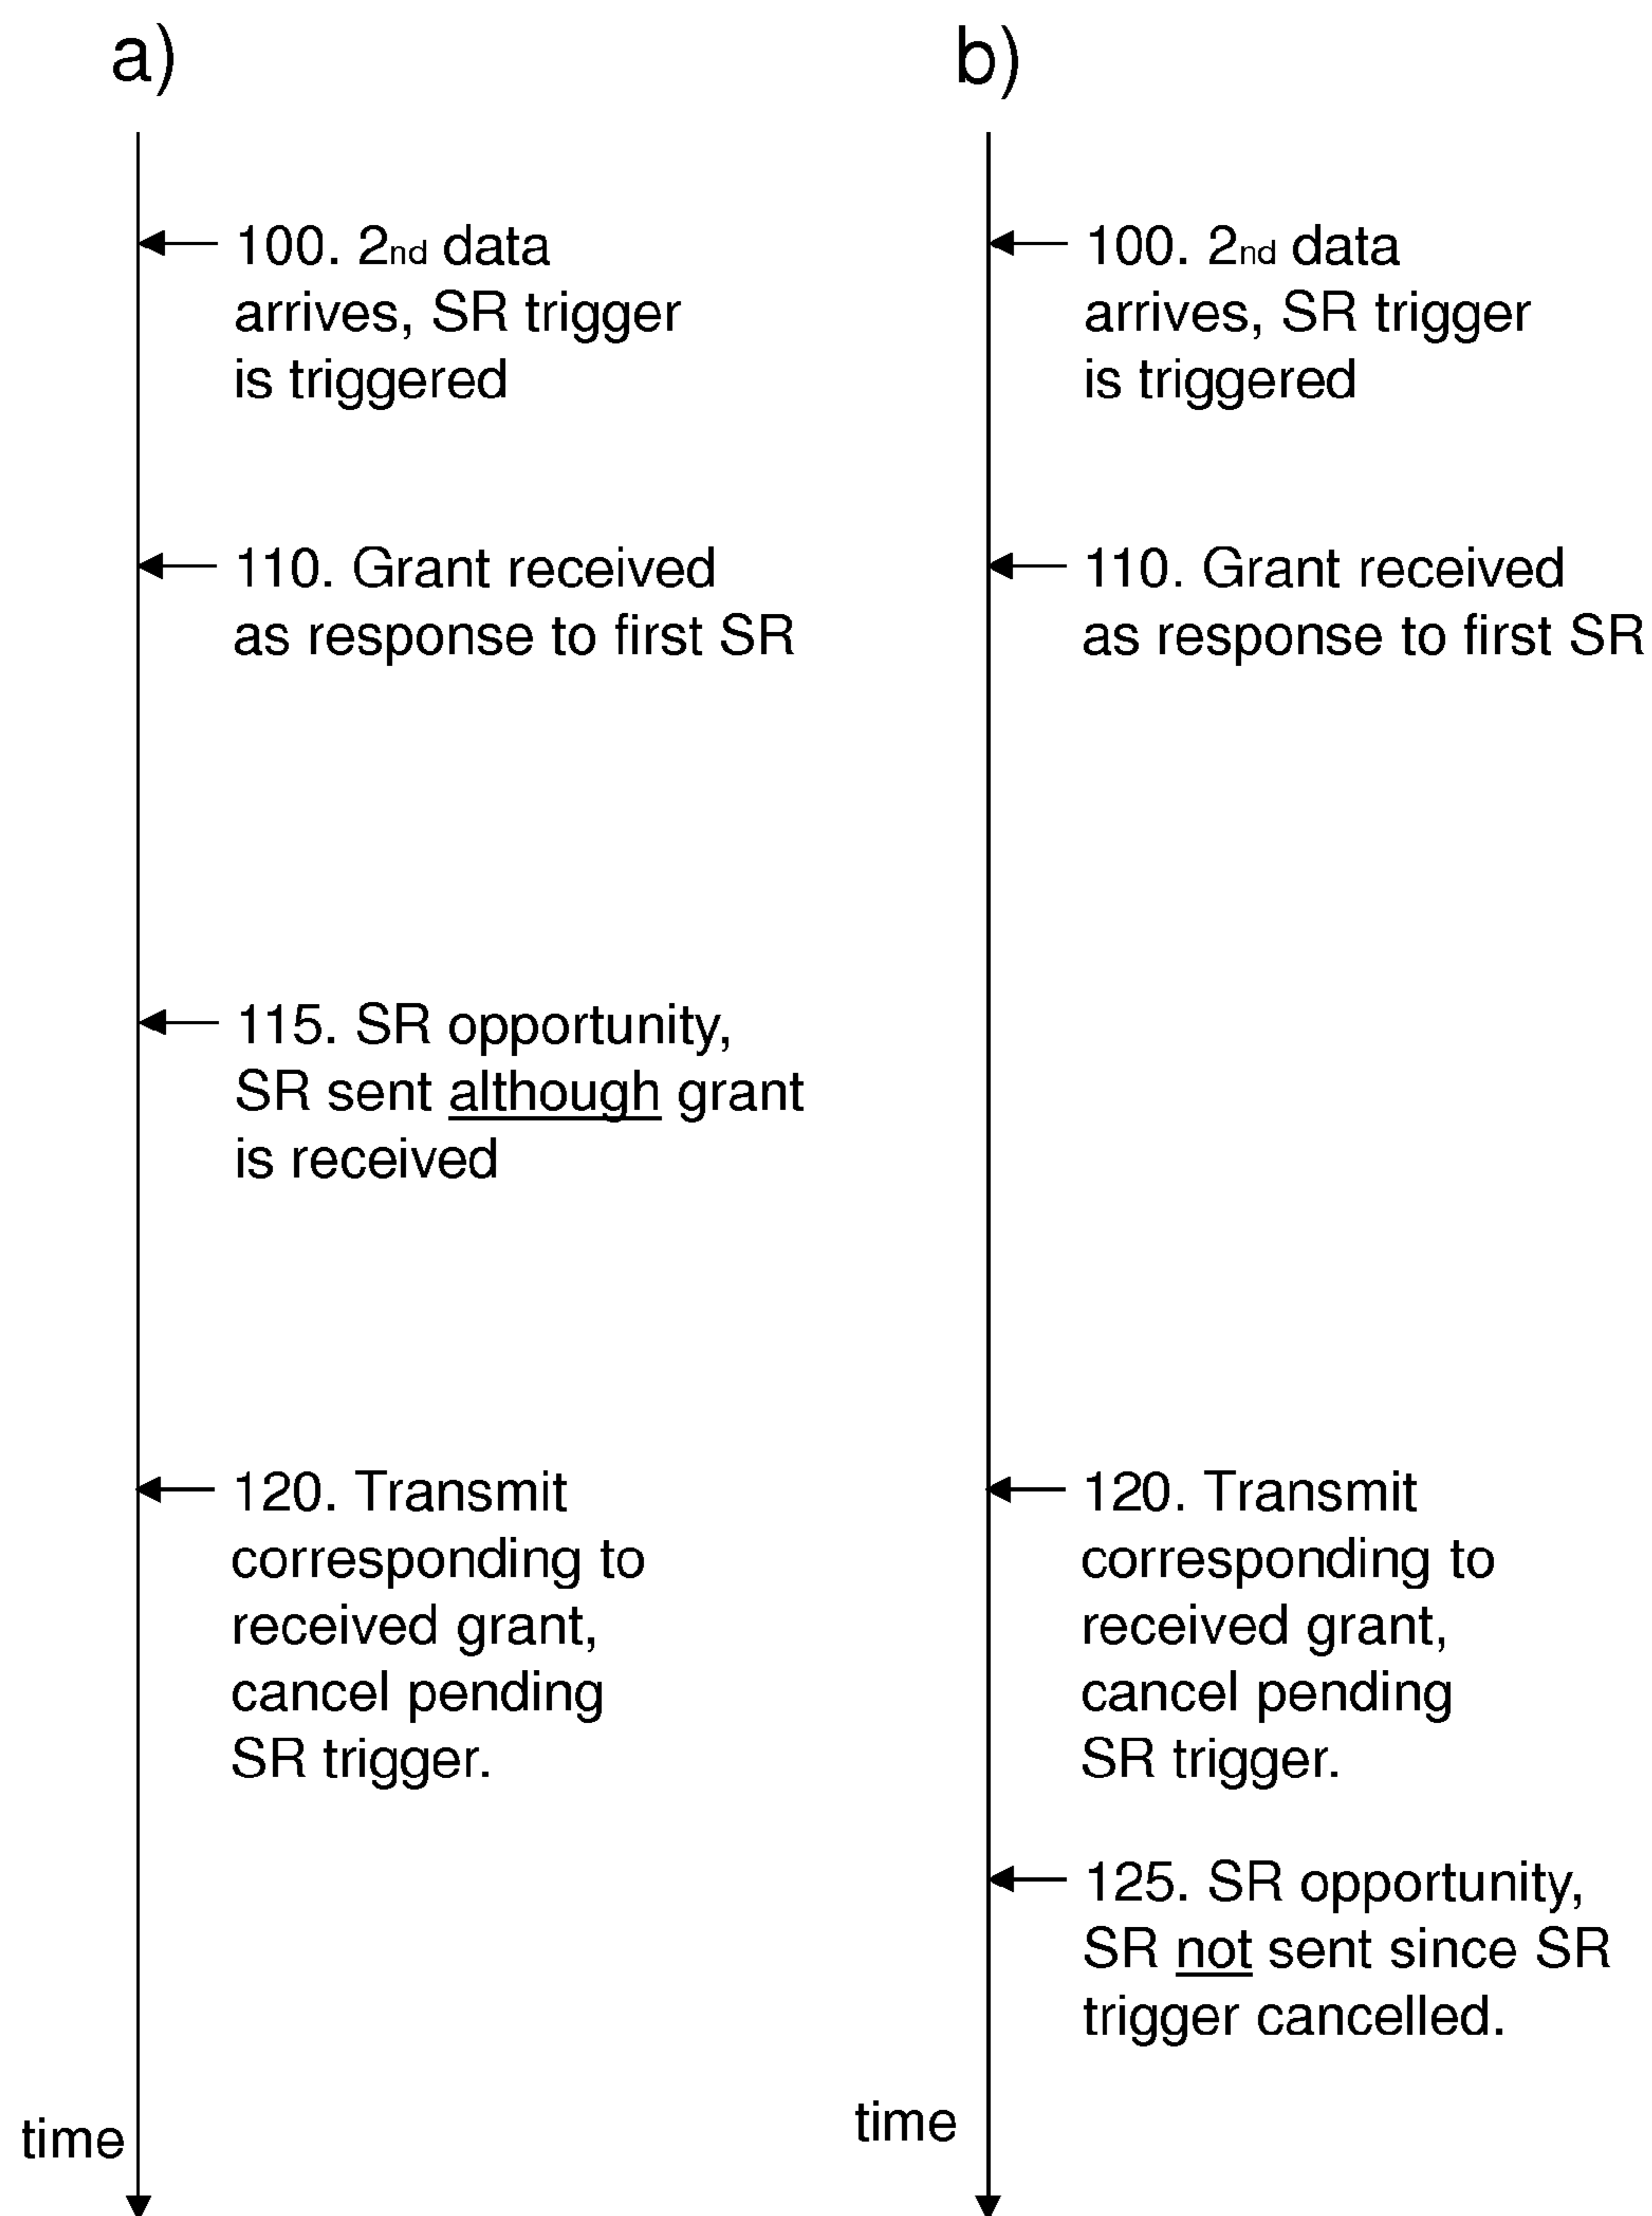 a)
100. 2nd data
arrives, SR trigger
is triggered
110. Grant received
as response to first SR
115. SR opportunity,
SR sent although grant
is received
120. Transmit
corresponding to
received grant,
cancel pending
SR trigger.
time
b)
100. 2nd data
arrives, SR trigger
is triggered
110. Grant received
as response to first SR
120. Transmit
corresponding to
received grant,
cancel pending
SR trigger.
125. SR opportunity,
SR not sent since SR
trigger cancelled.
time